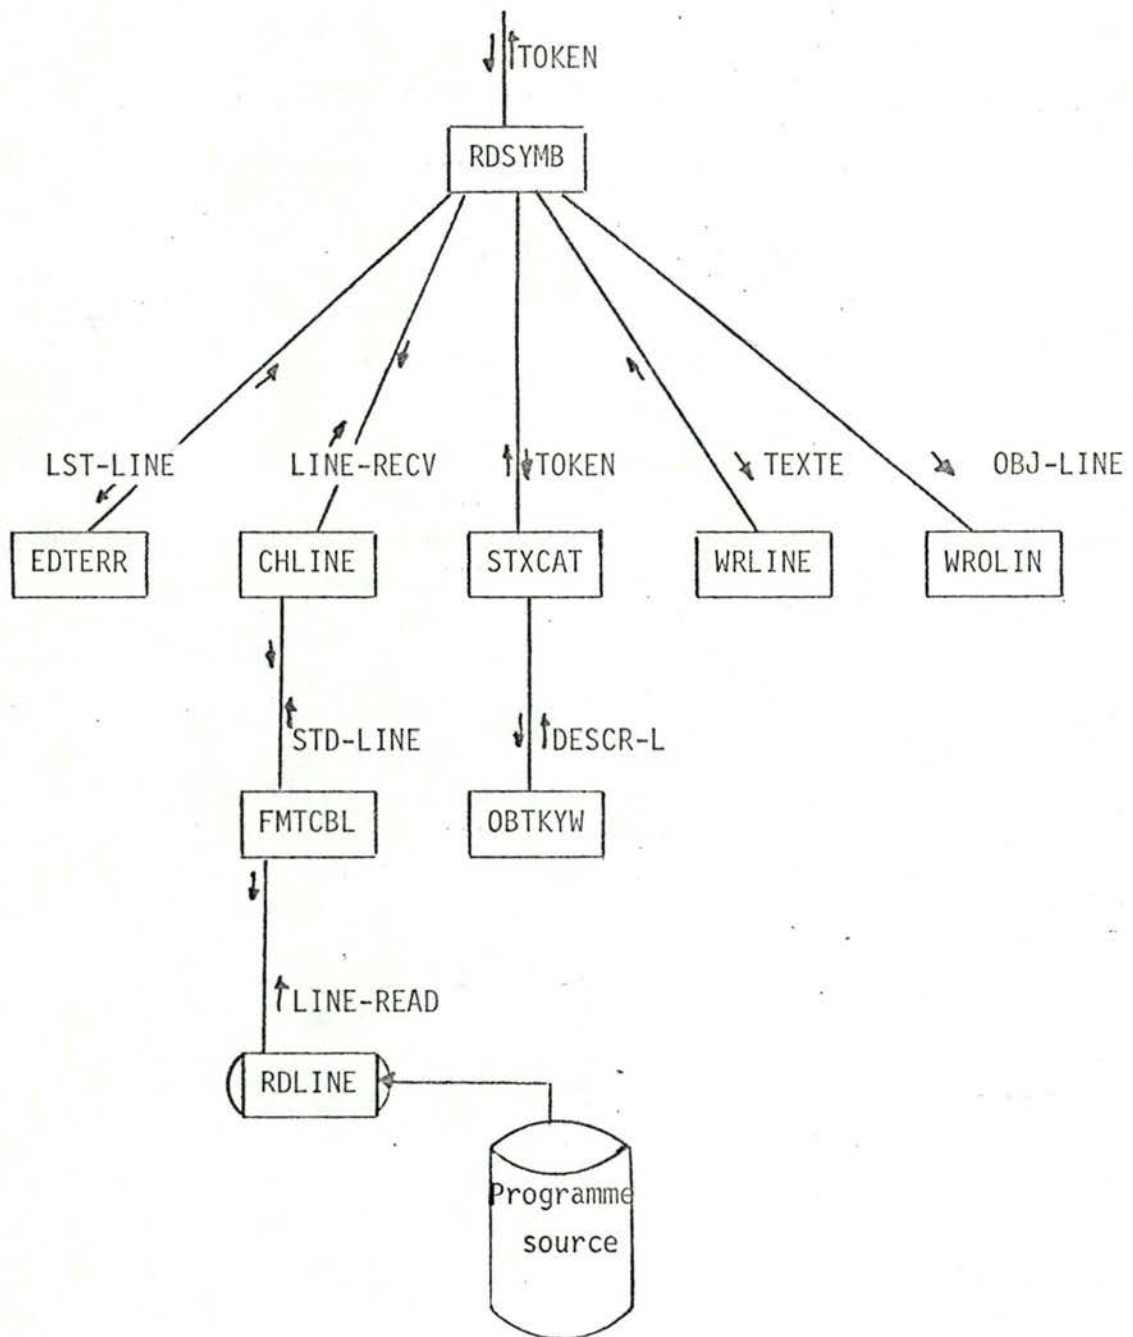 TOKEN
RDSYMB
LST-LINE
LINE-RECV
TOKEN
TEXTE
OBJ-LINE
EDTERR
CHLINE
STXCAT
WRLINE
WROLIN
STD-LINE
DESCR-L
FMTCBL
OBTKYW
LINE-READ
RDLINE
Programme
source